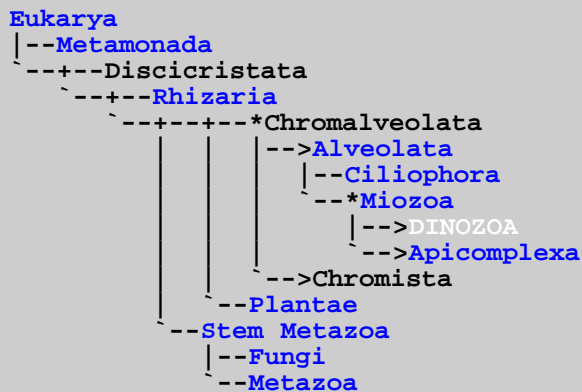 Eukarya
|--Metamonada
`--+--Discicristata
   `--+--Rhizaria
      `--+--+--*Chromalveolata
         |  |  |-->Alveolata
         |  |  |  |--Ciliophora
         |  |  |  `--*Miozoa
         |  |  |     |-->DINOZOA
         |  |  |     `-->Apicomplexa
         |  |  `-->Chromista
         |  `--Plantae
         `--Stem Metazoa
            |--Fungi
            `--Metazoa